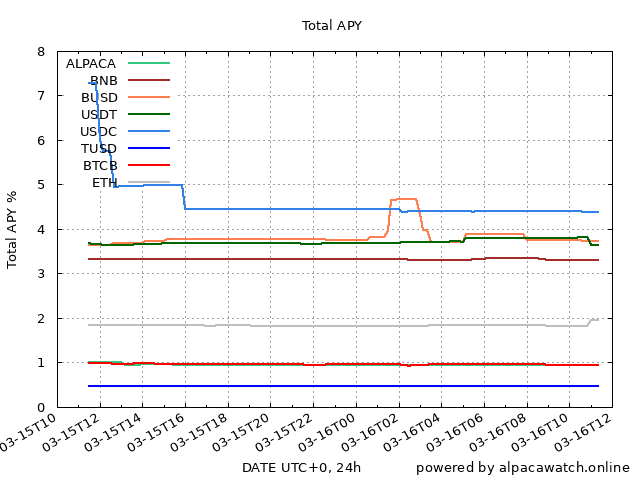 Total APY
8
7
6
5
4
3
2
1
0
Total APY %
ALPACA
BNB
BUSD
USDT
USDC
TUSD
BTCB
ETH
03-15T10
03-15T12
03-15T14
03-15T16
03-15T18
03-15T20
03-15T22
03-16T00
03-16T02
03-16T04
03-16T06
03-16T08
03-16T10
03-16T12
DATE UTC+0, 24h
powered by alpacawatch.online